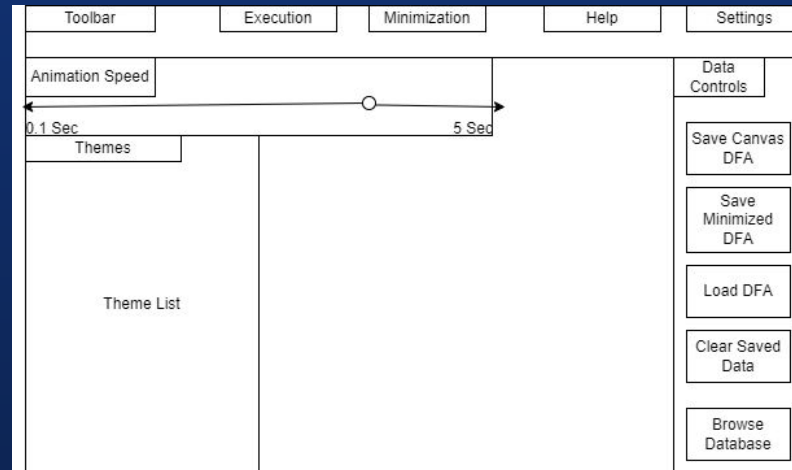 Toolbar
Execution
Minimization
Help
Settings
Animation Speed
0.1 Sec
5 Sec
Themes
Theme List
Data
Controls
Save Canvas
DFA
Save
Minimized
DFA
Load DFA
Clear Saved
Data
Browse
Database